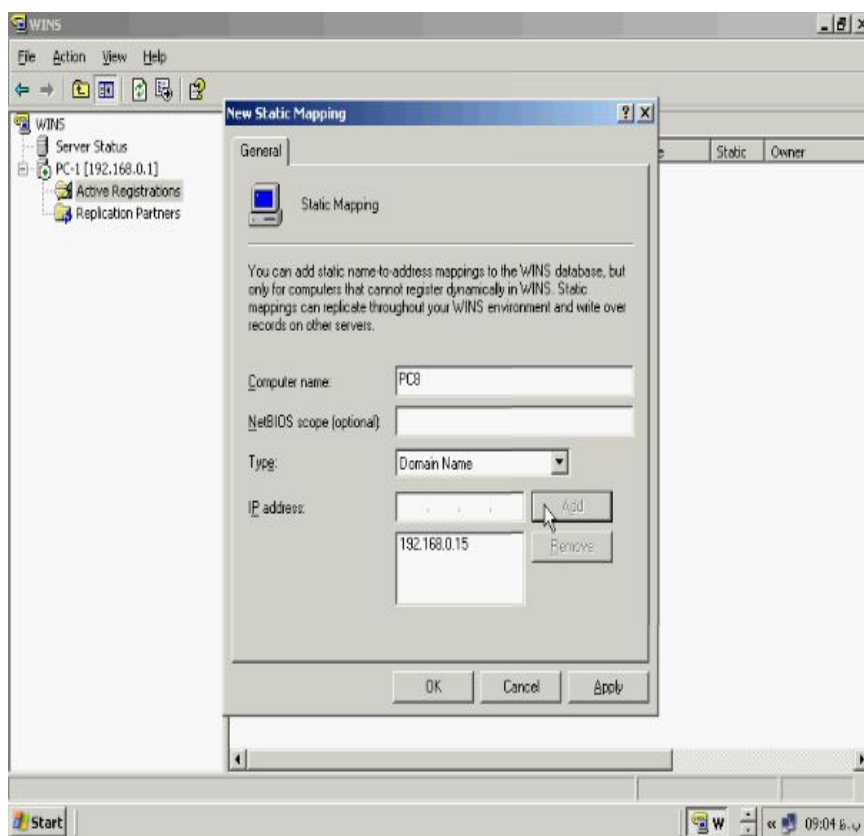 WINS
File Action View Help
WINS
Server Status
PC-1 [192.168.0.1]
Active Registrations
Replication Partners
Static Owner
New Static Mapping
General
Static Mapping
You can add static name-to-address mappings to the WINS database, but
only for computers that cannot register dynamically in WINS. Static
mappings can replicate throughout your WINS environment and write over
records on other servers.
Computer name: PC8
NetBIOS scope (optional)
Type: Domain Name
IP address: Add
192.168.0.15 Remove
OK Cancel Apply
Start W « 09:04